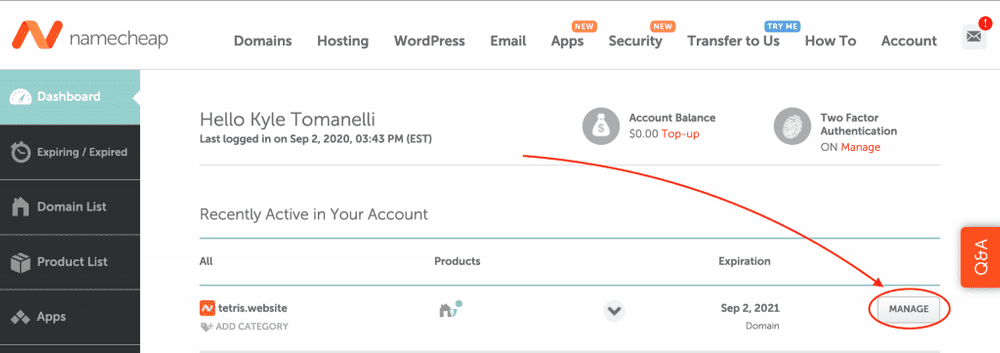 NEW NEW TRY ME !
namecheap Domains Hosting WordPress Email Apps Security Transfer to Us How To Account
Dashboard
Expiring / Expired
Domain List
Product List
Apps
Hello Kyle Tomanelli
Last logged in on Sep 2, 2020, 03:43 PM (EST)
Account Balance
$0.00 Top-up
Two Factor
Authentication
ON Manage
Recently Active in Your Account
All Products Expiration
tetris.website Sep 2, 2021 MANAGE
ADD CATEGORY Domain
Q&A